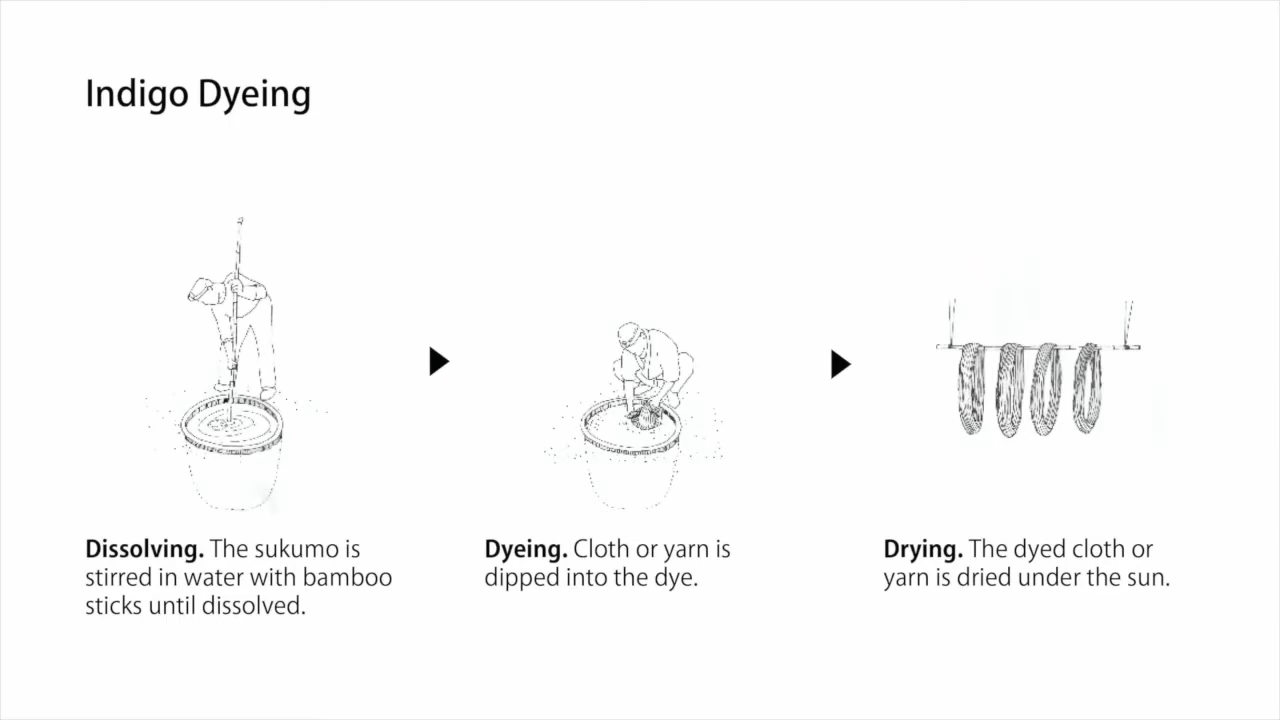 Indigo Dyeing
Dissolving. The sukumo is
stirred in water with bamboo
sticks until dissolved.
Dyeing. Cloth or yarn is
dipped into the dye.
Drying. The dyed cloth or
yarn is dried under the sun.